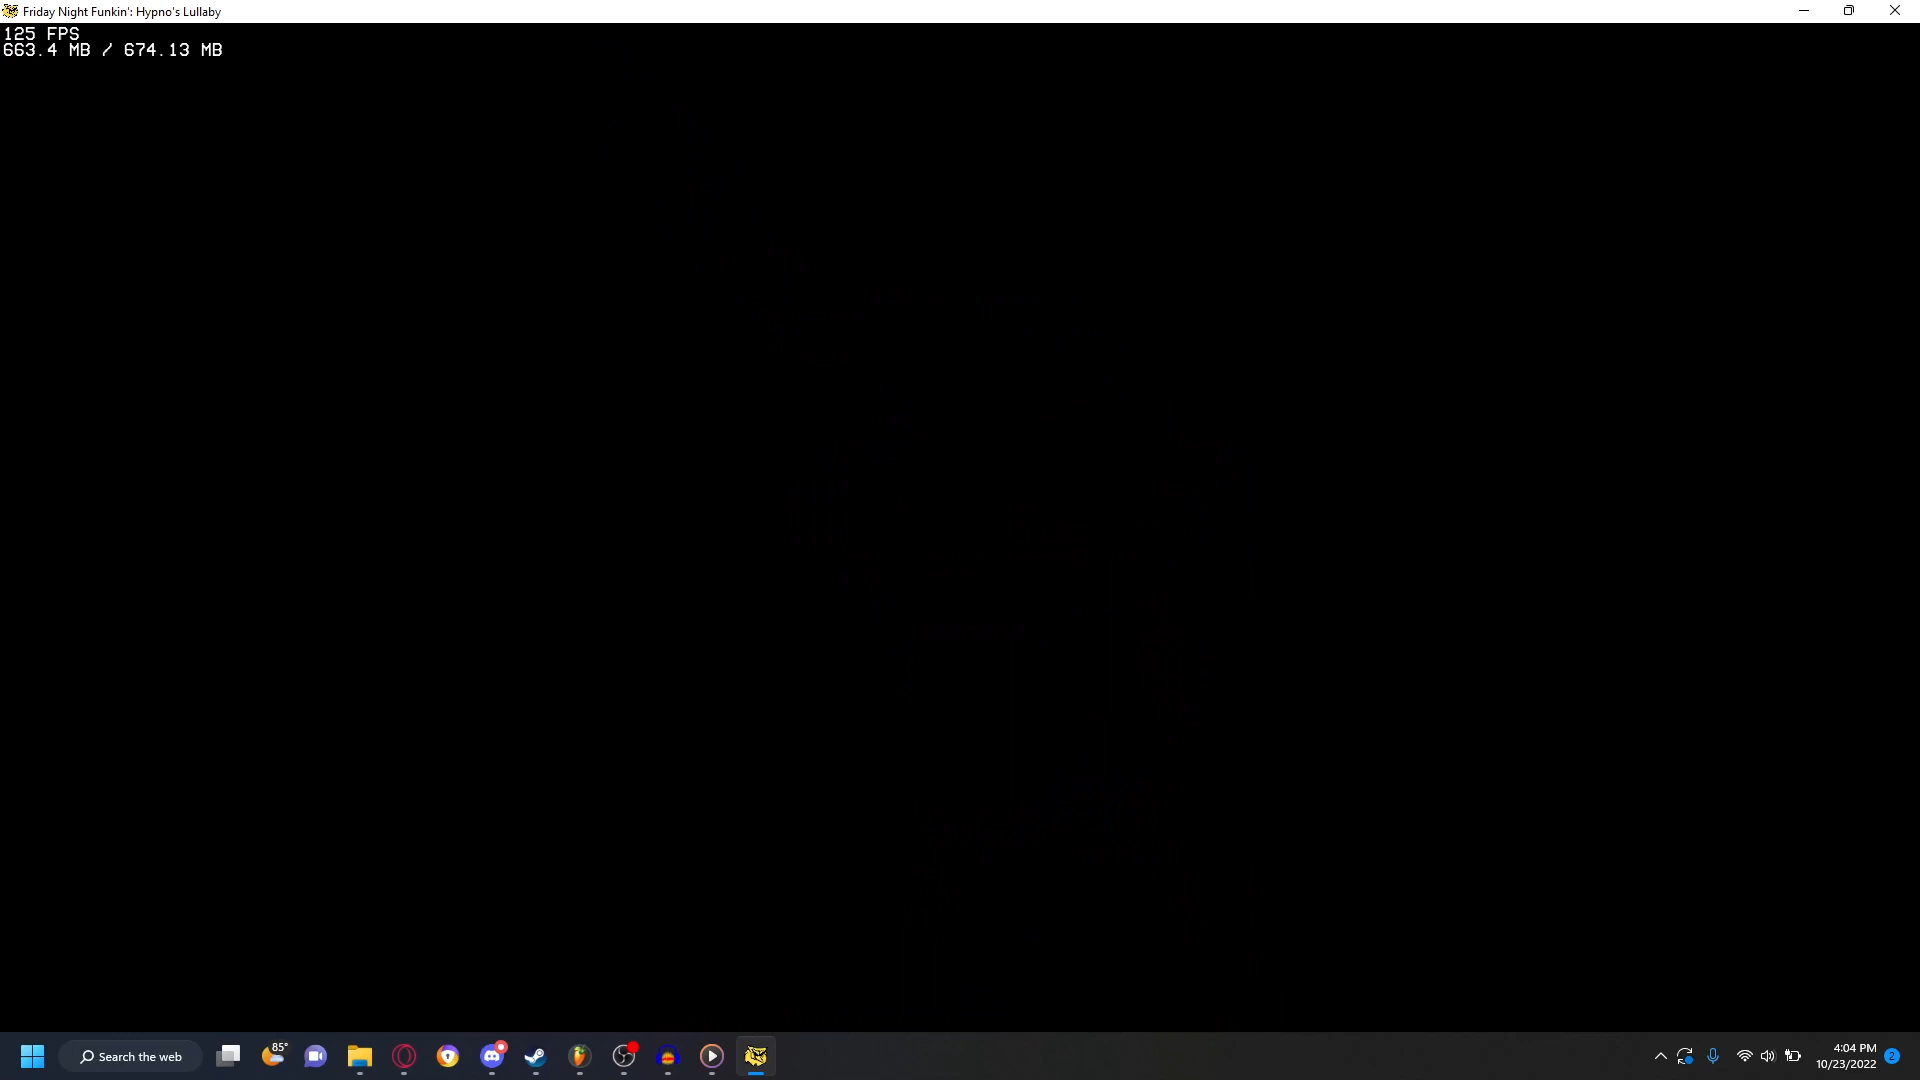 Friday Night Funkin': Hypno's Lullaby
125 FPS
663.4 MB / 674.13 MB
85°
Search the web
4:04 PM
10/23/2022
2